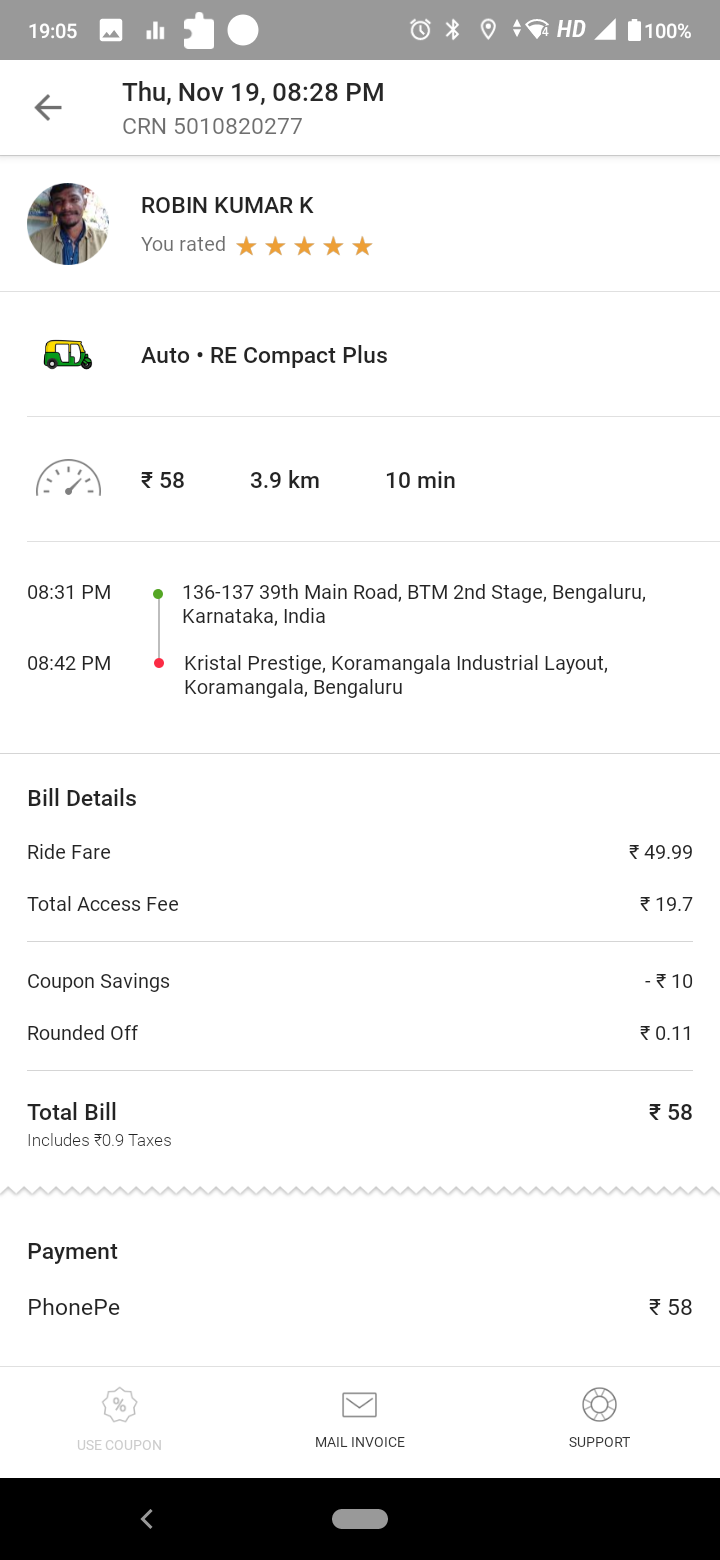 19:05 4 HD 100%
Thu, Nov 19, 08:28 PM
CRN 5010820277
ROBIN KUMAR K
You rated
Auto • RE Compact Plus
₹ 58 3.9 km 10 min
08:31 PM 136-137 39th Main Road, BTM 2nd Stage, Bengaluru,
Karnataka, India
08:42 PM Kristal Prestige, Koramangala Industrial Layout,
Koramangala, Bengaluru
Bill Details
Ride Fare ₹ 49.99
Total Access Fee ₹ 19.7
Coupon Savings - ₹ 10
Rounded Off ₹ 0.11
Total Bill ₹ 58
Includes ₹0.9 Taxes
Payment
PhonePe ₹ 58
%
USE COUPON MAIL INVOICE SUPPORT